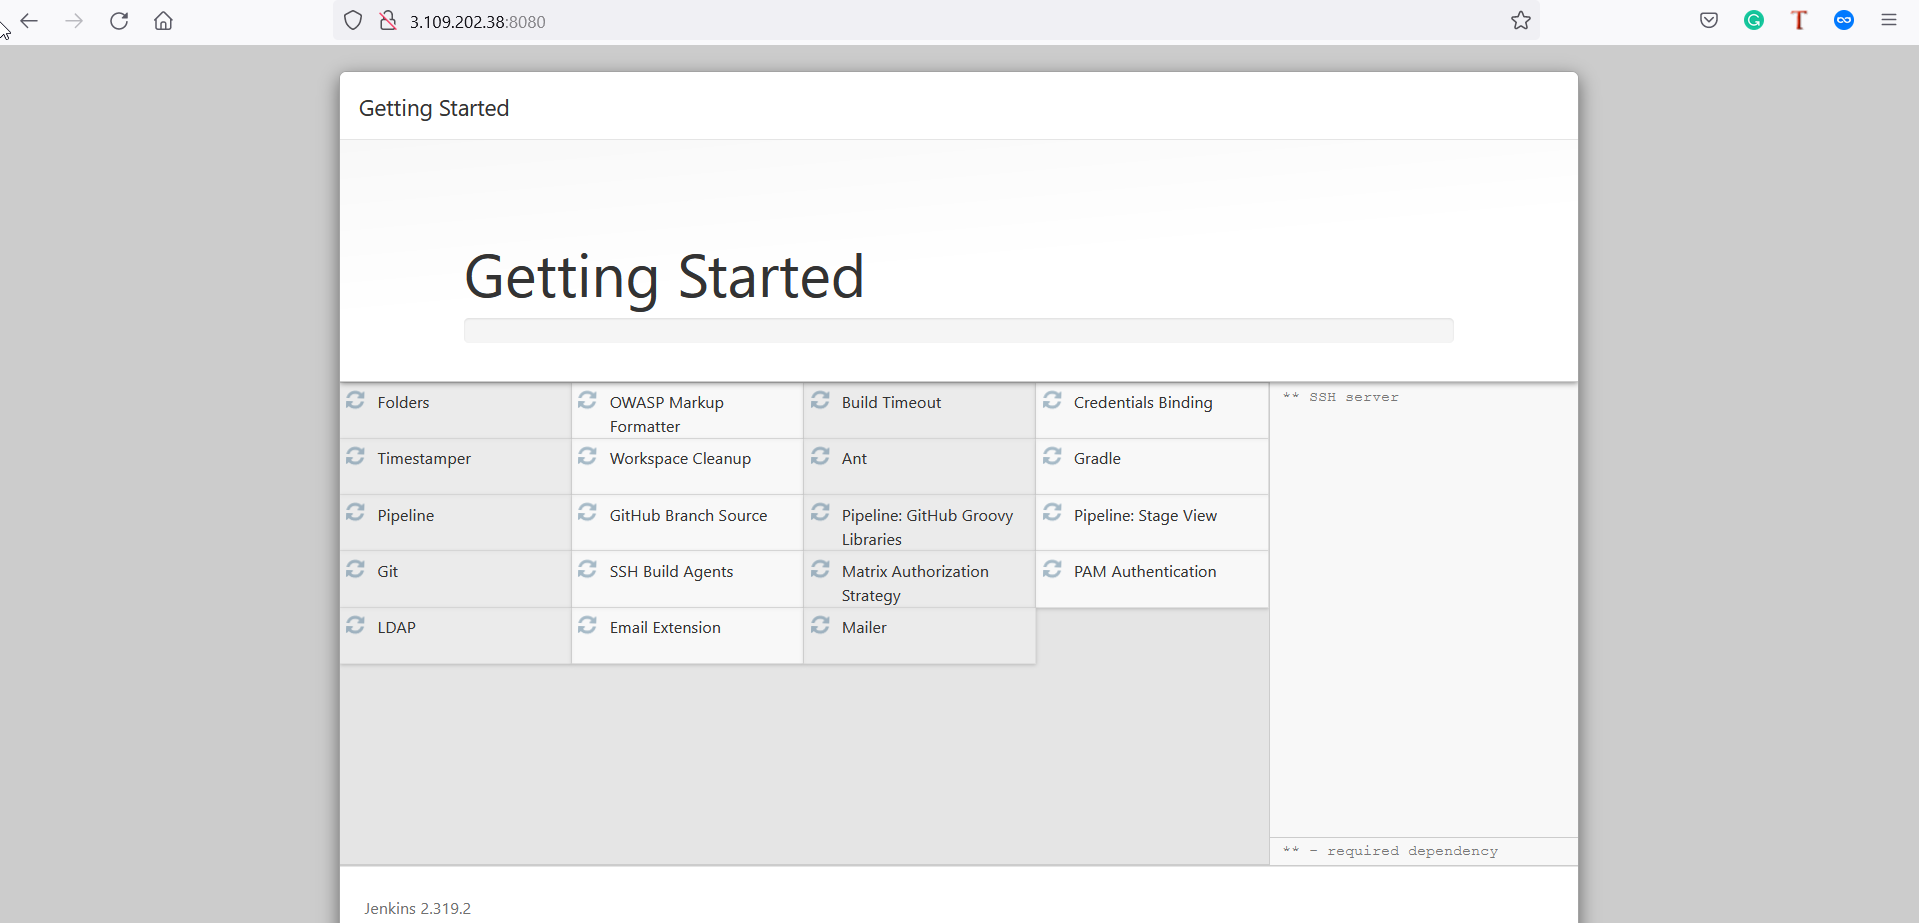 3.109.202.38:8080
Getting Started
Getting Started
Folders
OWASP Markup
Formatter
Build Timeout
Credentials Binding
** SSH server
Timestamper
Workspace Cleanup
Ant
Gradle
Pipeline
GitHub Branch Source
Pipeline: GitHub Groovy
Libraries
Pipeline: Stage View
Git
SSH Build Agents
Matrix Authorization
Strategy
PAM Authentication
LDAP
Email Extension
Mailer
** - required dependency
Jenkins 2.319.2